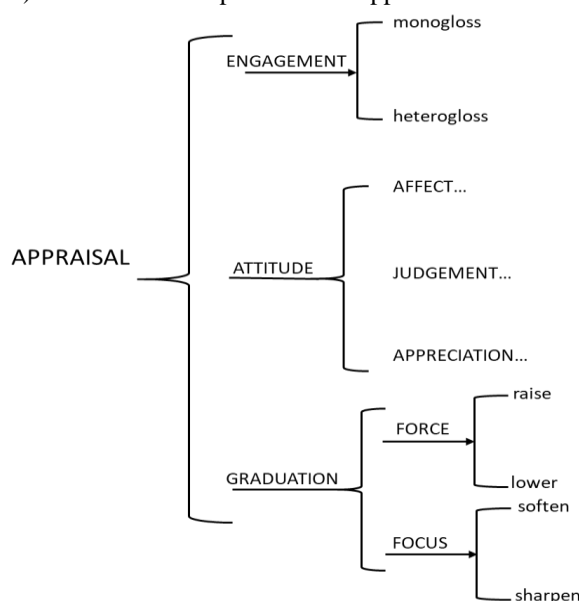 monogloss
ENGAGEMENT
heterogloss
AFFECT...
APPRAISAL
ATTITUDE
JUDGEMENT...
APPRECIATION...
raise
FORCE
GRADUATION
lower
soften
FOCUS
sharpen